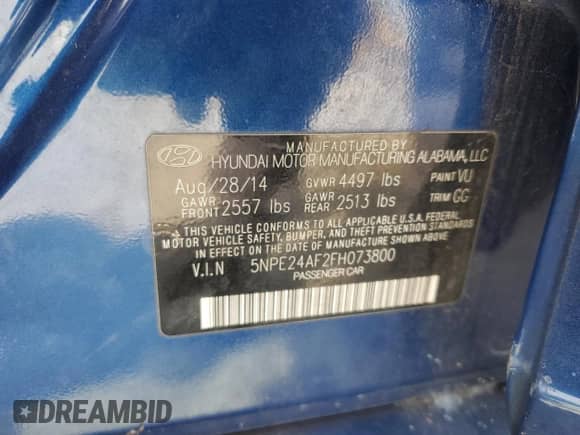 MANUFACTURED BY
HYUNDAI MOTOR MANUFACTURING ALABAMA, LLC
Aug/28/14 GVWR 4497 lbs PAINT VU
GAWR FRONT 2557 lbs GAWR REAR 2513 lbs TRIM GG
THIS VEHICLE CONFORMS TO ALL APPLICABLE U.S.A. FEDERAL
MOTOR VEHICLE SAFETY, BUMPER, AND THEFT PREVENTION STANDARDS
IN EFFECT ON THE DATE OF MANUFACTURE SHOWN ABOVE.
V.I.N 5NPE24AF2FH073800
PASSENGER CAR
DREAMBID